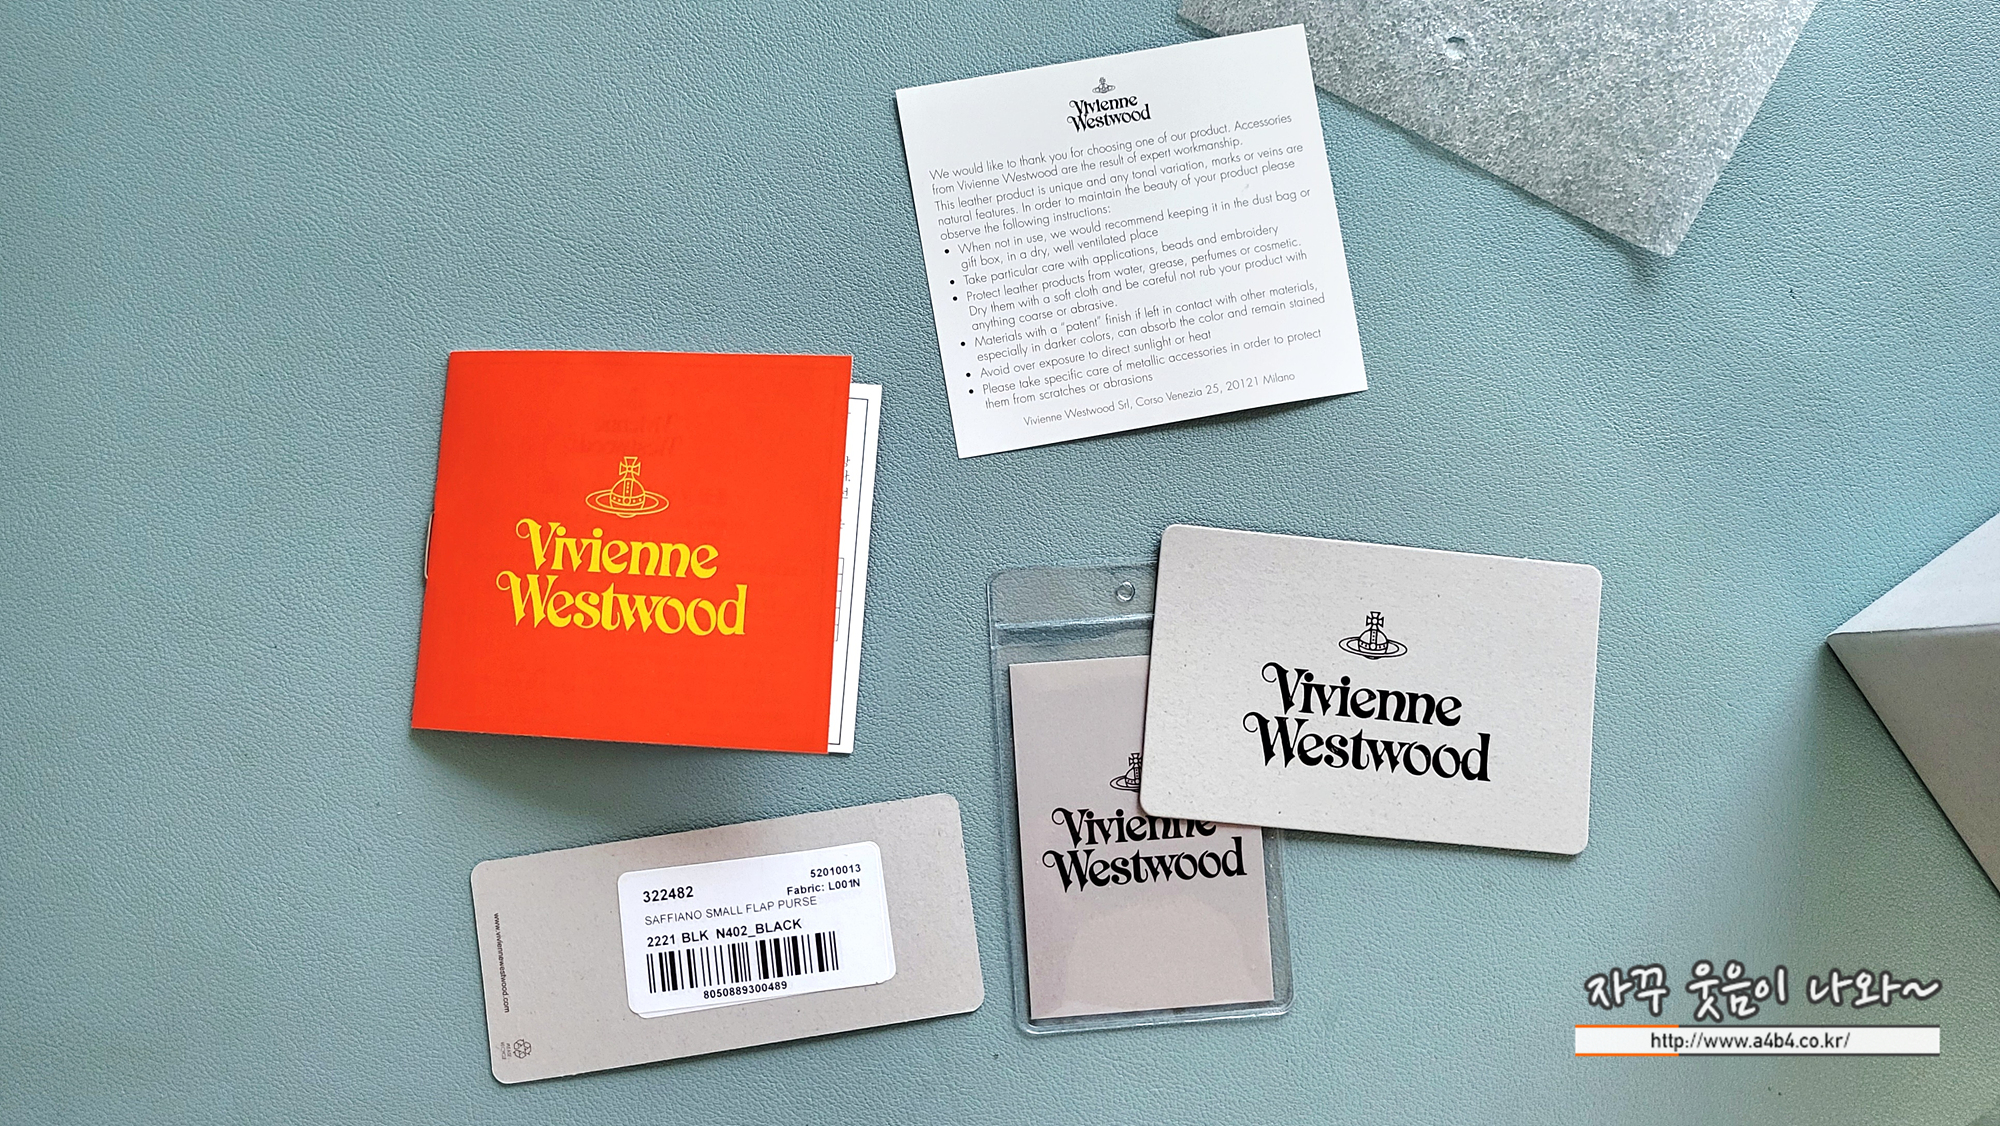 Vivienne
Westwood
We would like to thank you for choosing one of our product. Accessories
from Vivienne Westwood are the result of expert workmanship.
This leather product is unique and any tonal variation, marks or veins are
natural features. In order to maintain the beauty of your product please
observe the following instructions:
• When not in use, we would recommend keeping it in the dust bag or
gift box, in a dry, well ventilated place
• Take particular care with applications, beads and embroidery
• Protect leather products from water, grease, perfumes or cosmetic.
Dry them with a soft cloth and be careful not rub your product with
anything coarse or abrasive.
• Materials with a "patent" finish if left in contact with other materials,
especially in darker colors, can absorb the color and remain stained
• Avoid over exposure to direct sunlight or heat
• Please take specific care of metallic accessories in order to protect
them from scratches or abrasions
Vivienne Westwood Srl, Corso Venezia 25, 20121 Milano
Vivienne
Westwood
Vivienne
Westwood
Vivienne
Westwood
www.viviennewestwood.com
PLEASE
RECYCLE
52010013
322482 Fabric: L001N
SAFFIANO SMALL FLAP PURSE
2221 BLK N402_BLACK
8050889300489
자꾸 웃음이 나와~
http://www.a4b4.co.kr/